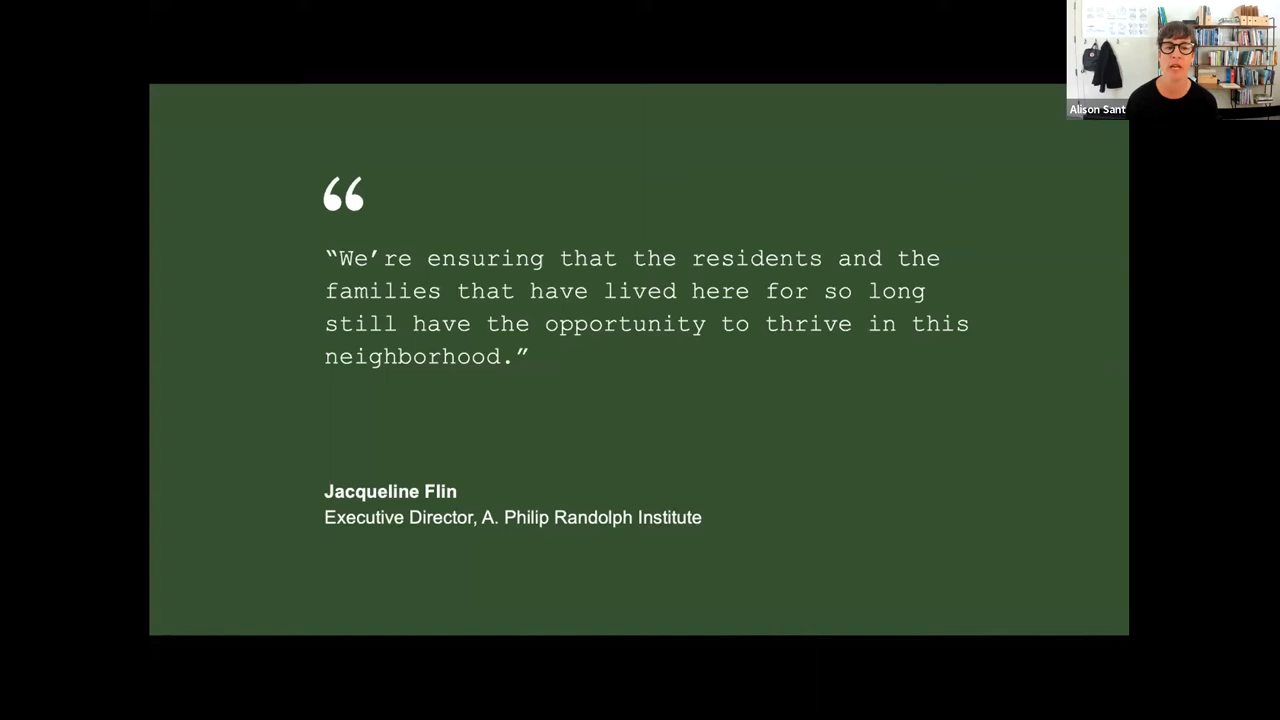 Alison Sant
“
“We’re ensuring that the residents and the
families that have lived here for so long
still have the opportunity to thrive in this
neighborhood.”
Jacqueline Flin
Executive Director, A. Philip Randolph Institute